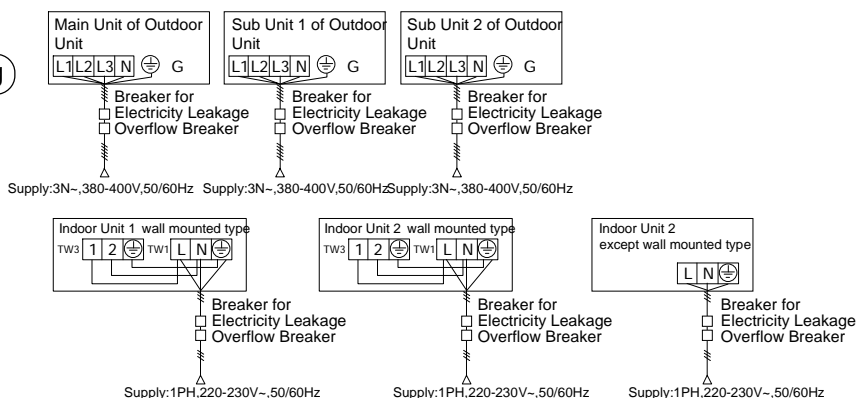 Main Unit of Outdoor
Unit
L1 L2 L3 N G
Breaker for
Electricity Leakage
Overflow Breaker
Supply:3N~,380-400V,50/60Hz
Sub Unit 1 of Outdoor
Unit
L1 L2 L3 N G
Breaker for
Electricity Leakage
Overflow Breaker
Supply:3N~,380-400V,50/60Hz
Sub Unit 2 of Outdoor
Unit
L1 L2 L3 N G
Breaker for
Electricity Leakage
Overflow Breaker
Supply:3N~,380-400V,50/60Hz
Indoor Unit 1 wall mounted type
TW3 1 2 TW1 L N
Breaker for
Electricity Leakage
Overflow Breaker
Supply:1PH,220-230V~,50/60Hz
Indoor Unit 2 wall mounted type
TW3 1 2 TW1 L N
Breaker for
Electricity Leakage
Overflow Breaker
Supply:1PH,220-230V~,50/60Hz
Indoor Unit 2
except wall mounted type
L N
Breaker for
Electricity Leakage
Overflow Breaker
Supply:1PH,220-230V~,50/60Hz